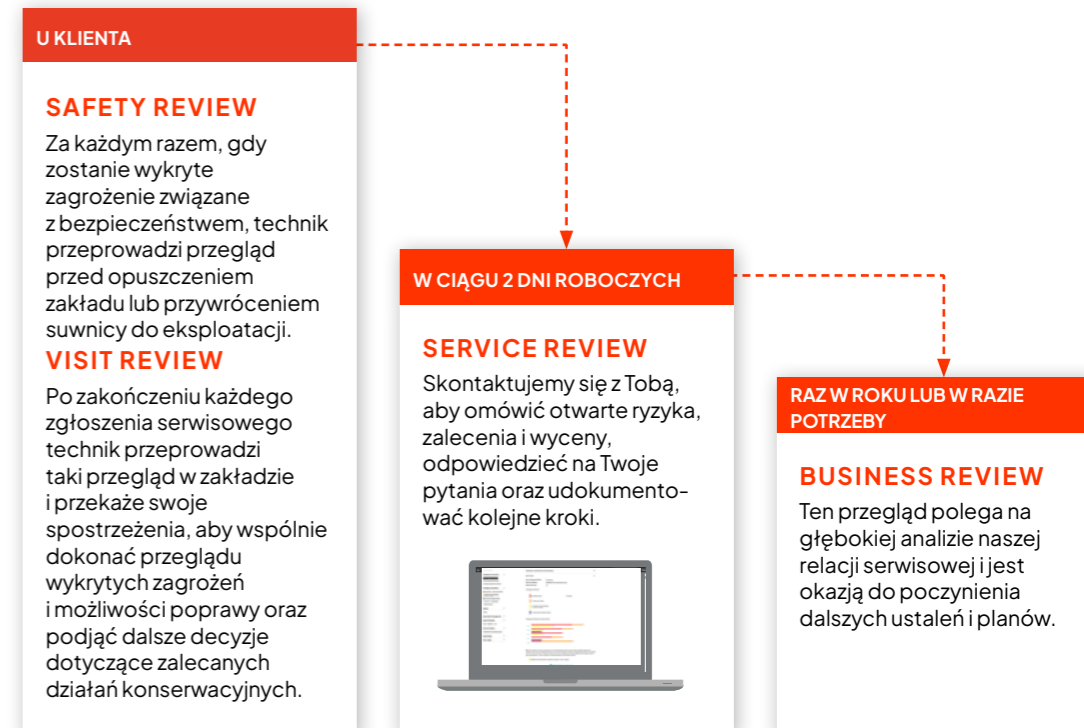 U KLIENTA
SAFETY REVIEW
Za każdym razem, gdy
zostanie wykryte
zagrożenie związane
z bezpieczeństwem, technik
przeprowadzi przegląd
przed opuszczeniem
zakładu lub przywróceniem
suwnicy do eksploatacji.
VISIT REVIEW
Po zakończeniu każdego
zgłoszenia serwisowego
technik przeprowadzi
taki przegląd w zakładzie
i przekaże swoje
spostrzeżenia, aby wspólnie
dokonać przeglądu
wykrytych zagrożeń
i możliwości poprawy oraz
podjąć dalsze decyzje
dotyczące zalecanych
działań konserwacyjnych.
W CIĄGU 2 DNI ROBOCZYCH
SERVICE REVIEW
Skontaktujemy się z Tobą,
aby omówić otwarte ryzyka,
zalecenia i wyceny,
odpowiedzieć na Twoje
pytania oraz udokumento-
wać kolejne kroki.
RAZ W ROKU LUB W RAZIE
POTRZEBY
BUSINESS REVIEW
Ten przegląd polega na
głębokiej analizie naszej
relacji serwisowej i jest
okazją do poczynienia
dalszych ustaleń i planów.